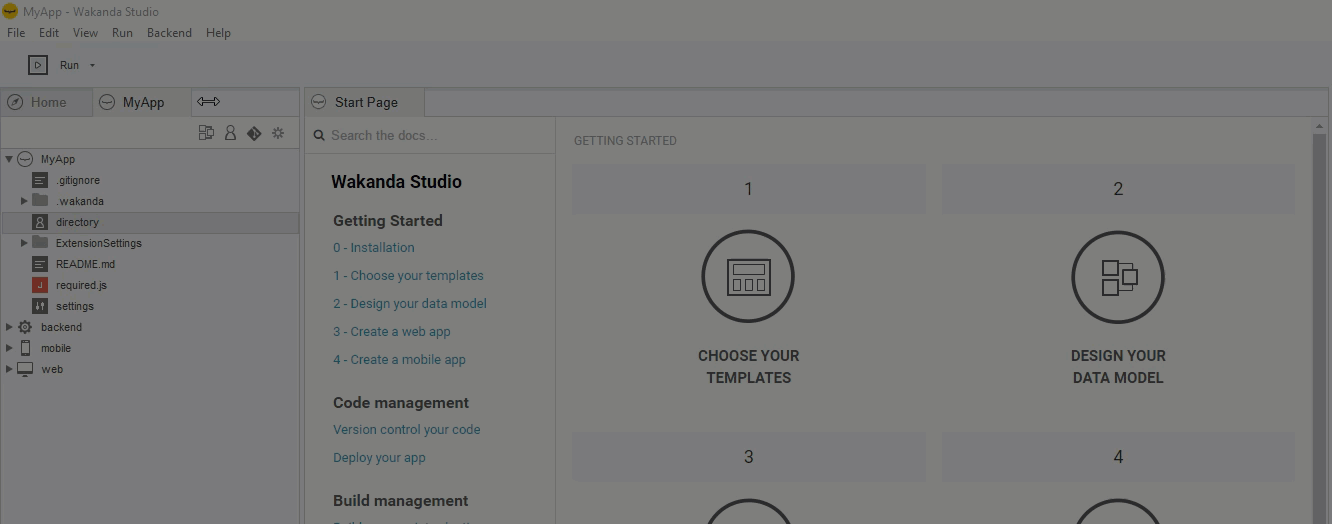 MyApp - Wakanda Studio
File Edit View Run Backend Help
Run
Home MyApp
MyApp
.gitignore
.wakanda
directory
ExtensionSettings
README.md
required.js
settings
backend
mobile
web
Start Page
Search the docs...
Wakanda Studio
Getting Started
0 - Installation
1 - Choose your templates
2 - Design your data model
3 - Create a web app
4 - Create a mobile app
Code management
Version control your code
Deploy your app
Build management
GETTING STARTED
1
CHOOSE YOUR
TEMPLATES
2
DESIGN YOUR
DATA MODEL
3
4